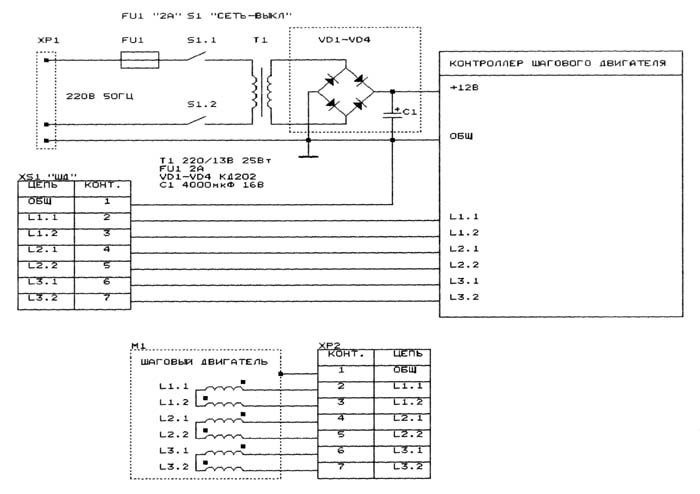 FU1 "2А" S1 "СЕТЬ-ВЫКЛ"
XP1 FU1 S1.1 T1 VD1-VD4
КОНТРОЛЛЕР ШАГОВОГО ДВИГАТЕЛЯ
+12В
220В 50ГЦ
S1.2
+
C1
ОБЩ
T1 220/13В 25Вт
FU1 2А
VD1-VD4 КД202
C1 4000мкФ 16В
XS1 "ШД"
ЦЕПЬ КОНТ.
ОБЩ 1
L1.1 2 L1.1
L1.2 3 L1.2
L2.1 4 L2.1
L2.2 5 L2.2
L3.1 6 L3.1
L3.2 7 L3.2
M1 XP2
ШАГОВЫЙ ДВИГАТЕЛЬ КОНТ. ЦЕПЬ
1 ОБЩ
L1.1 2 L1.1
L1.2 3 L1.2
L2.1 4 L2.1
L2.2 5 L2.2
L3.1 6 L3.1
L3.2 7 L3.2